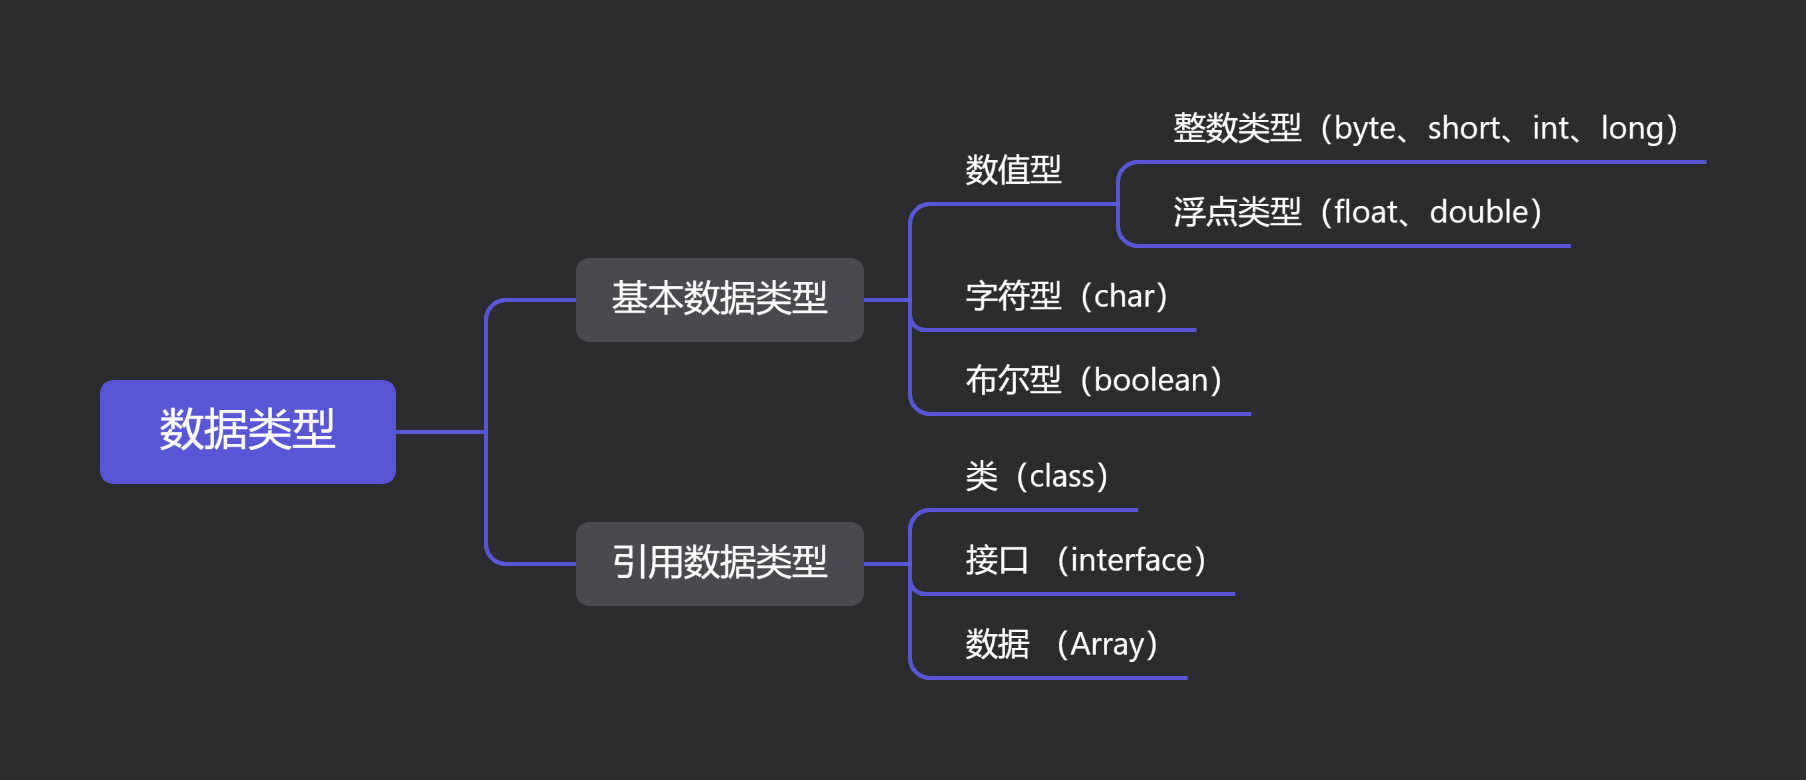 数据类型
基本数据类型
数值型
整数类型（byte、short、int、long）
浮点类型（float、double）
字符型（char）
布尔型（boolean）
引用数据类型
类（class）
接口 （interface）
数据 （Array）